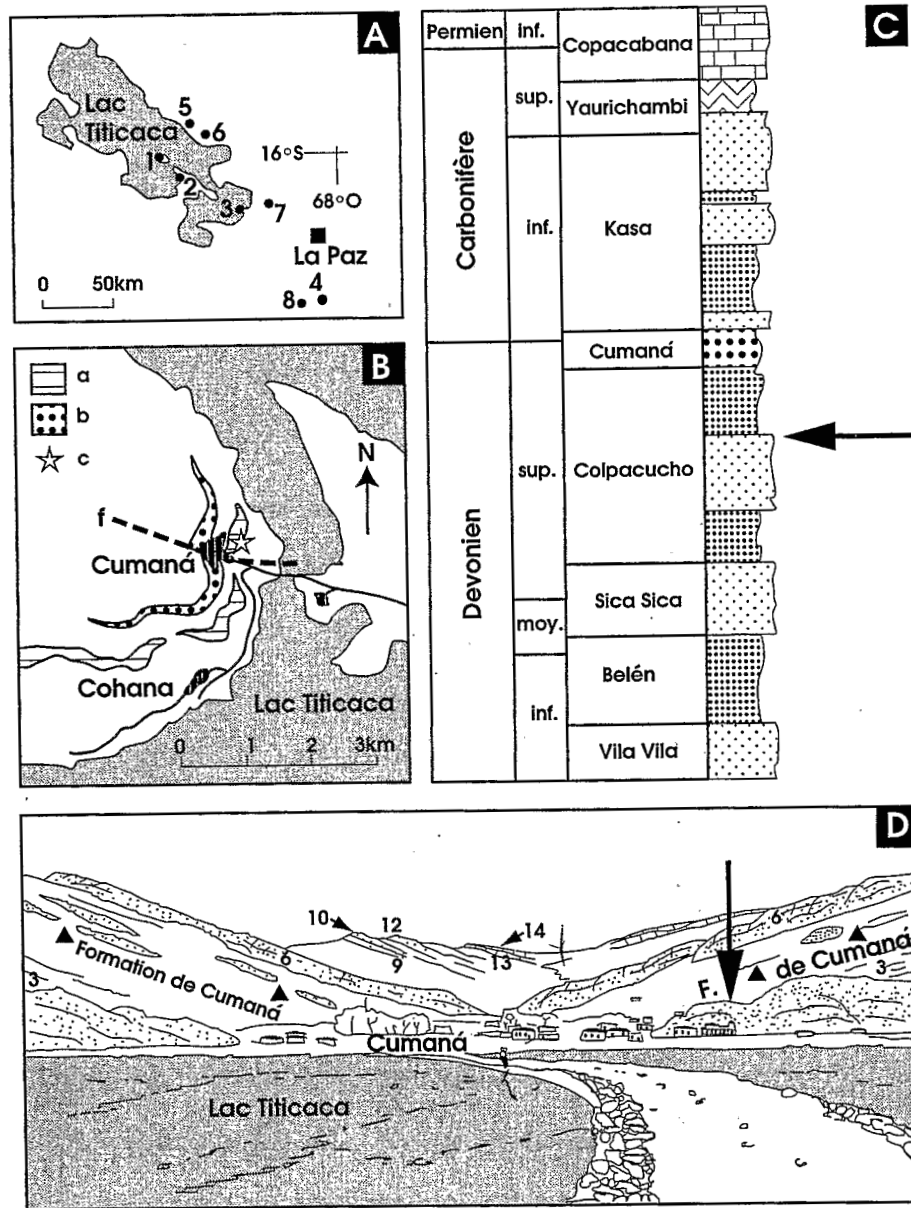 A
Lac
Titicaca
5
6
1
16°S
2
3
7
68°O
La Paz
0 50km
8 4
B
a
b
c
N
f
Cumaná
Cohana
Lac Titicaca
0 1 2 3km
C
Permien
inf.
Copacabana
sup.
Yaurichambi
Carbonifère
inf.
Kasa
Cumaná
Devonien
sup.
Colpacucho
Sica Sica
moy.
Belén
inf.
Vila Vila
D
10 12 14
6 9 13 6
Formation de Cumaná
F. de Cumaná
3 3
Cumaná
Lac Titicaca